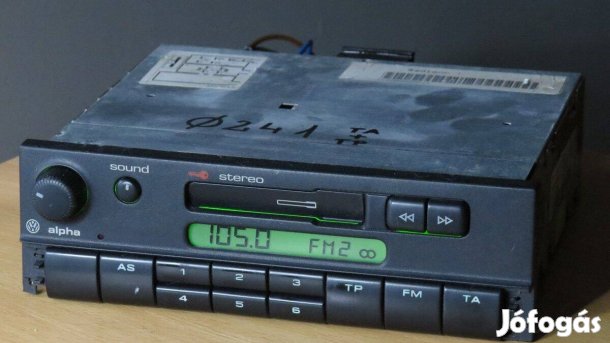 Ø241 TA
TP
sound
stereo
alpha
105.0 FM2
AS 1 2 3 TP FM TA
4 5 6
Jófogás